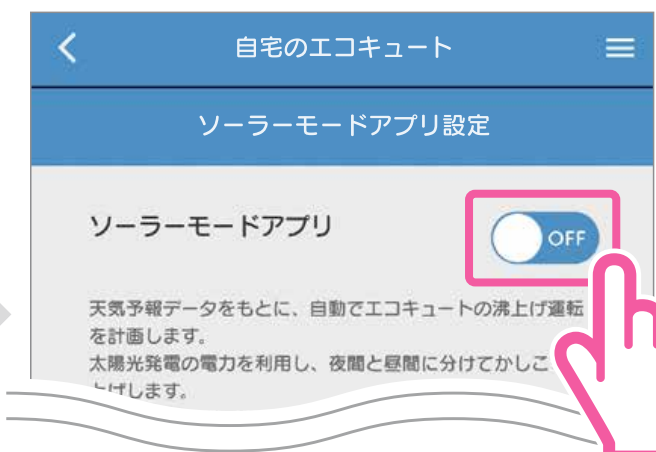 自宅のエコキュート
ソーラーモードアプリ設定
ソーラーモードアプリ
OFF
天気予報データをもとに、自動でエコキュートの沸上げ運転
を計画します。
太陽光発電の電力を利用し、夜間と昼間に分けてかしこ
上げします。